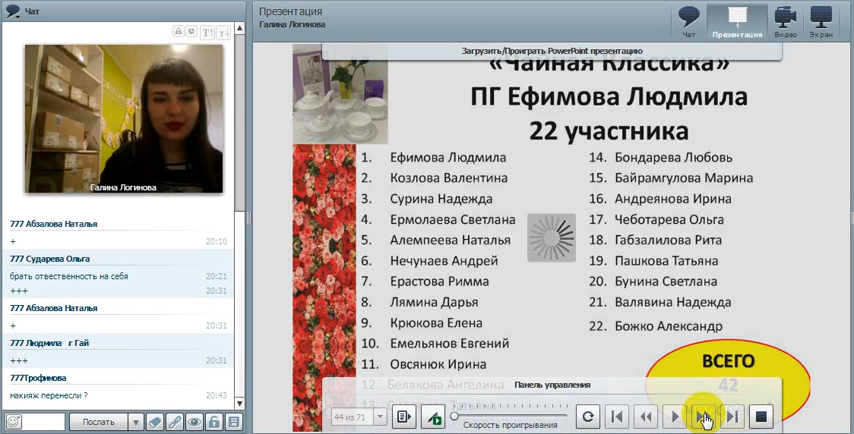 Чат
Галина Логинова
777 Абзалова Наталья
+ 20:10
777 Сударева Ольга
брать отвественность на себя 20:21
+++ 20:31
777 Абзалова Наталья
+ 20:31
777 Людмила г Гай
+++ 20:31
777Трофимова
макияж перенесли ? 20:43
Послать
Презентация
Галина Логинова
Чат
Презентация
Видео
Экран
Загрузить/Проиграть PowerPoint презентацию
«Чайная Классика»
ПГ Ефимова Людмила
22 участника
1. Ефимова Людмила
2. Козлова Валентина
3. Сурина Надежда
4. Ермолаева Светлана
5. Алемпеева Наталья
6. Нечунаев Андрей
7. Ерастова Римма
8. Лямина Дарья
9. Крюкова Елена
10. Емельянов Евгений
11. Овсянюк Ирина
12. Белякова Ангелина
14. Бондарева Любовь
15. Байрамгулова Марина
16. Андреянова Ирина
17. Чеботарева Ольга
18. Габзалилова Рита
19. Пашкова Татьяна
20. Бунина Светлана
21. Валявина Надежда
22. Божко Александр
ВСЕГО
42
Панель управления
44 из 71
Скорость проигрывания